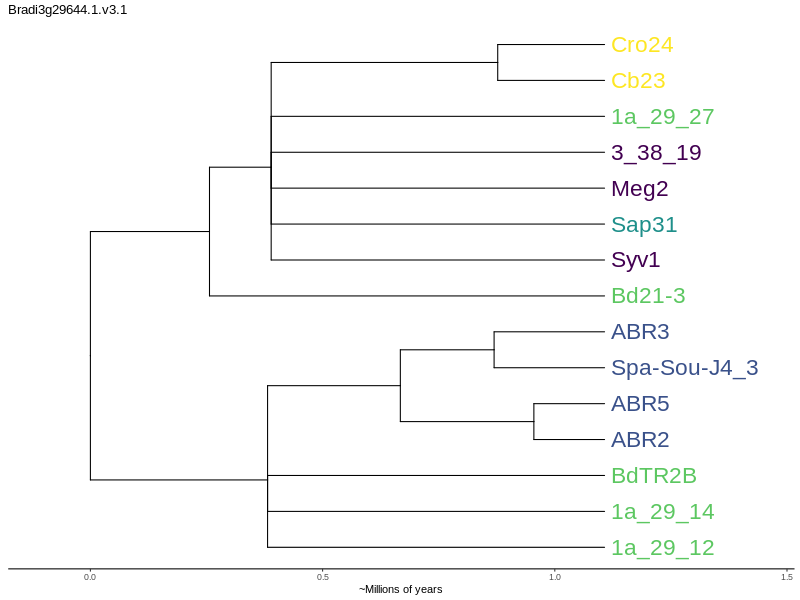 Bradi3g29644.1.v3.1
Cro24
Cb23
1a_29_27
3_38_19
Meg2
Sap31
Syv1
Bd21-3
ABR3
Spa-Sou-J4_3
ABR5
ABR2
BdTR2B
1a_29_14
1a_29_12
0.0 0.5 1.0 1.5
~Millions of years